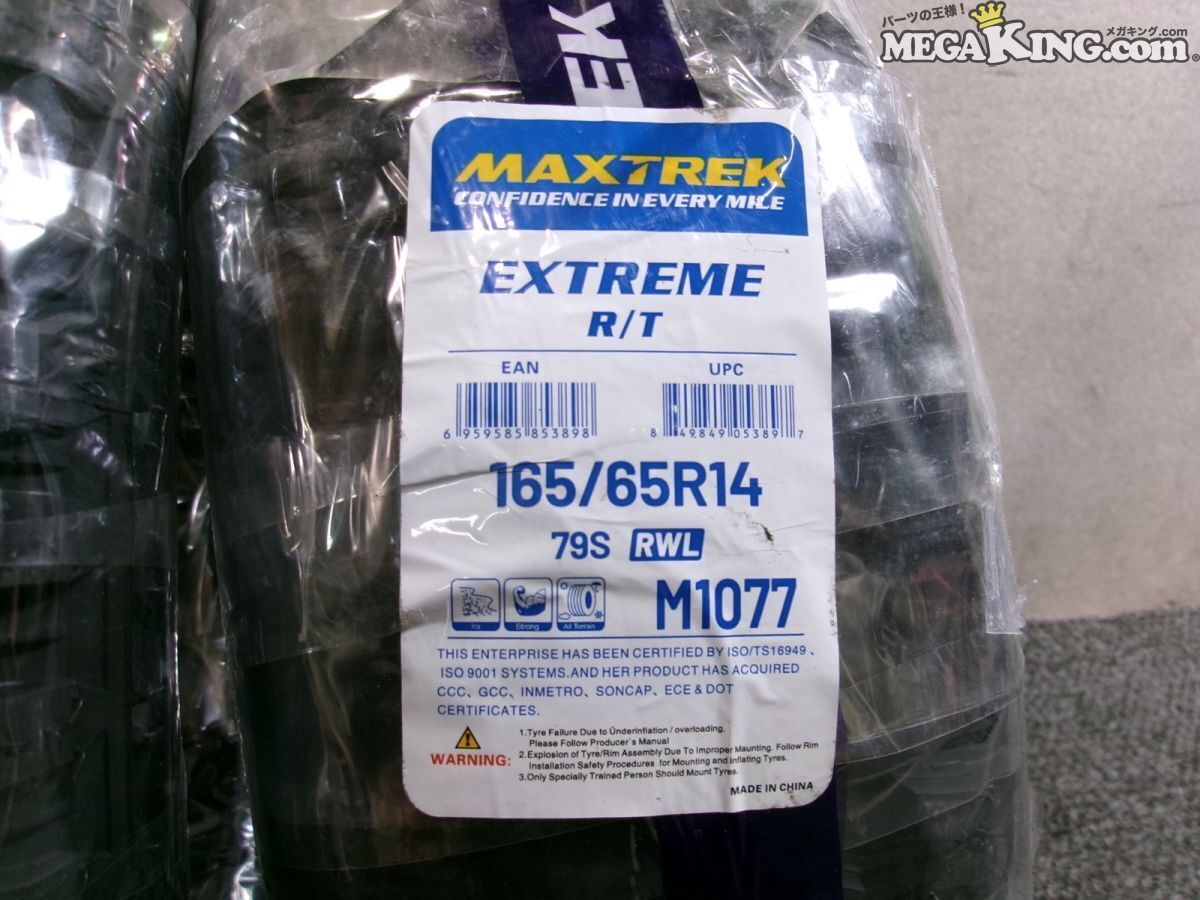 パーツの王様！
メガキング.com
MEGAKING.com®
EK
MAXTREK
CONFIDENCE IN EVERY MILE
EXTREME
R/T
EAN
UPC
6 959585 853898
8 49849 05389 7
165/65R14
79S RWL
Icy
Strong
All Terrain
M1077
THIS ENTERPRISE HAS BEEN CERTIFIED BY ISO/TS16949、
ISO 9001 SYSTEMS.AND HER PRODUCT HAS ACQUIRED
CCC、GCC、INMETRO、SONCAP、ECE & DOT
CERTIFICATES.
WARNING:
1.Tyre Failure Due to Underinflation / overloading.
Please Follow Producer`s Manual
2.Explosion of Tyre/Rim Assembly Due To Improper Maunting. Follow Rim
Installation Safety Procedures for Mounting and Inflating Tyres.
3.Only Specially Trained Person Should Mount Tyres.
MADE IN CHINA